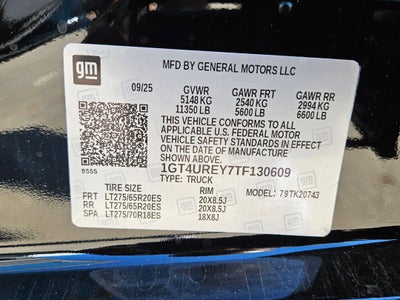 gm
MFD BY GENERAL MOTORS LLC
09/25 GVWR GAWR FRT GAWR RR
5148 KG 2540 KG 2994 KG
11350 LB 5600 LB 6600 LB
THIS VEHICLE CONFORMS TO ALL
APPLICABLE U.S. FEDERAL MOTOR
VEHICLE SAFETY STANDARDS IN EFFECT
ON THE DATE OF MANUFACTURE
SHOWN ABOVE.
1GT4UREY7TF130609
8555 TYPE: TRUCK
TIRE SIZE RIM MODEL: 79TK20743
FRT LT275/65R20ES 20X8.5J
RR LT275/65R20ES 20X8.5J
SPA LT275/70R18ES 18X8J